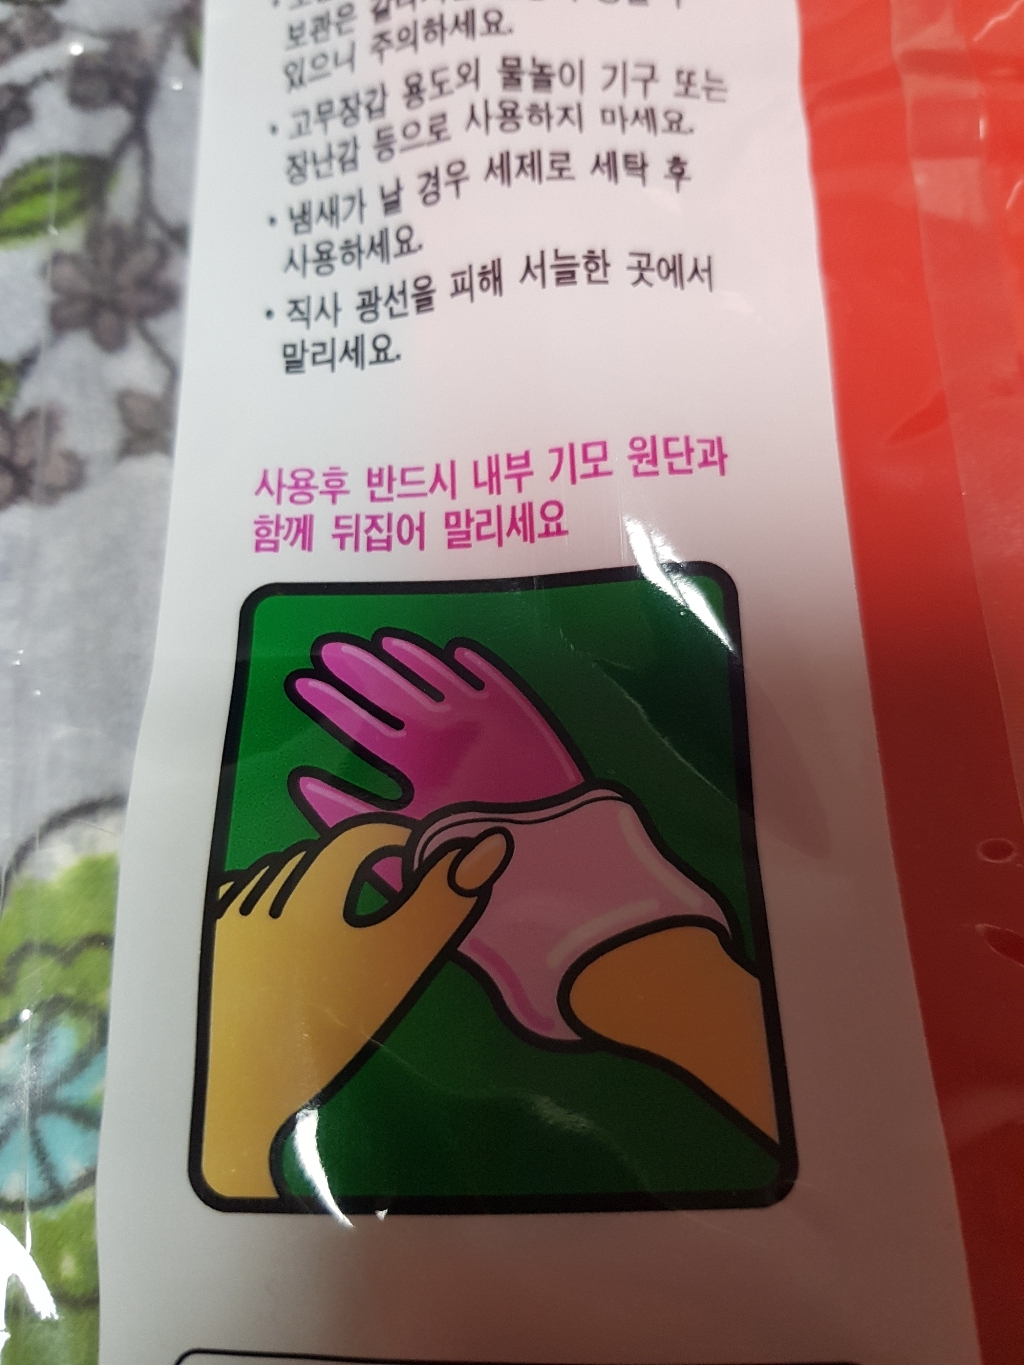 보관은
있으니 주의하세요.
• 고무장갑 용도외 물놀이 기구 또는
장난감 등으로 사용하지 마세요.
• 냄새가 날 경우 세제로 세탁 후
사용하세요.
• 직사 광선을 피해 서늘한 곳에서
말리세요.
사용후 반드시 내부 기모 원단과
함께 뒤집어 말리세요